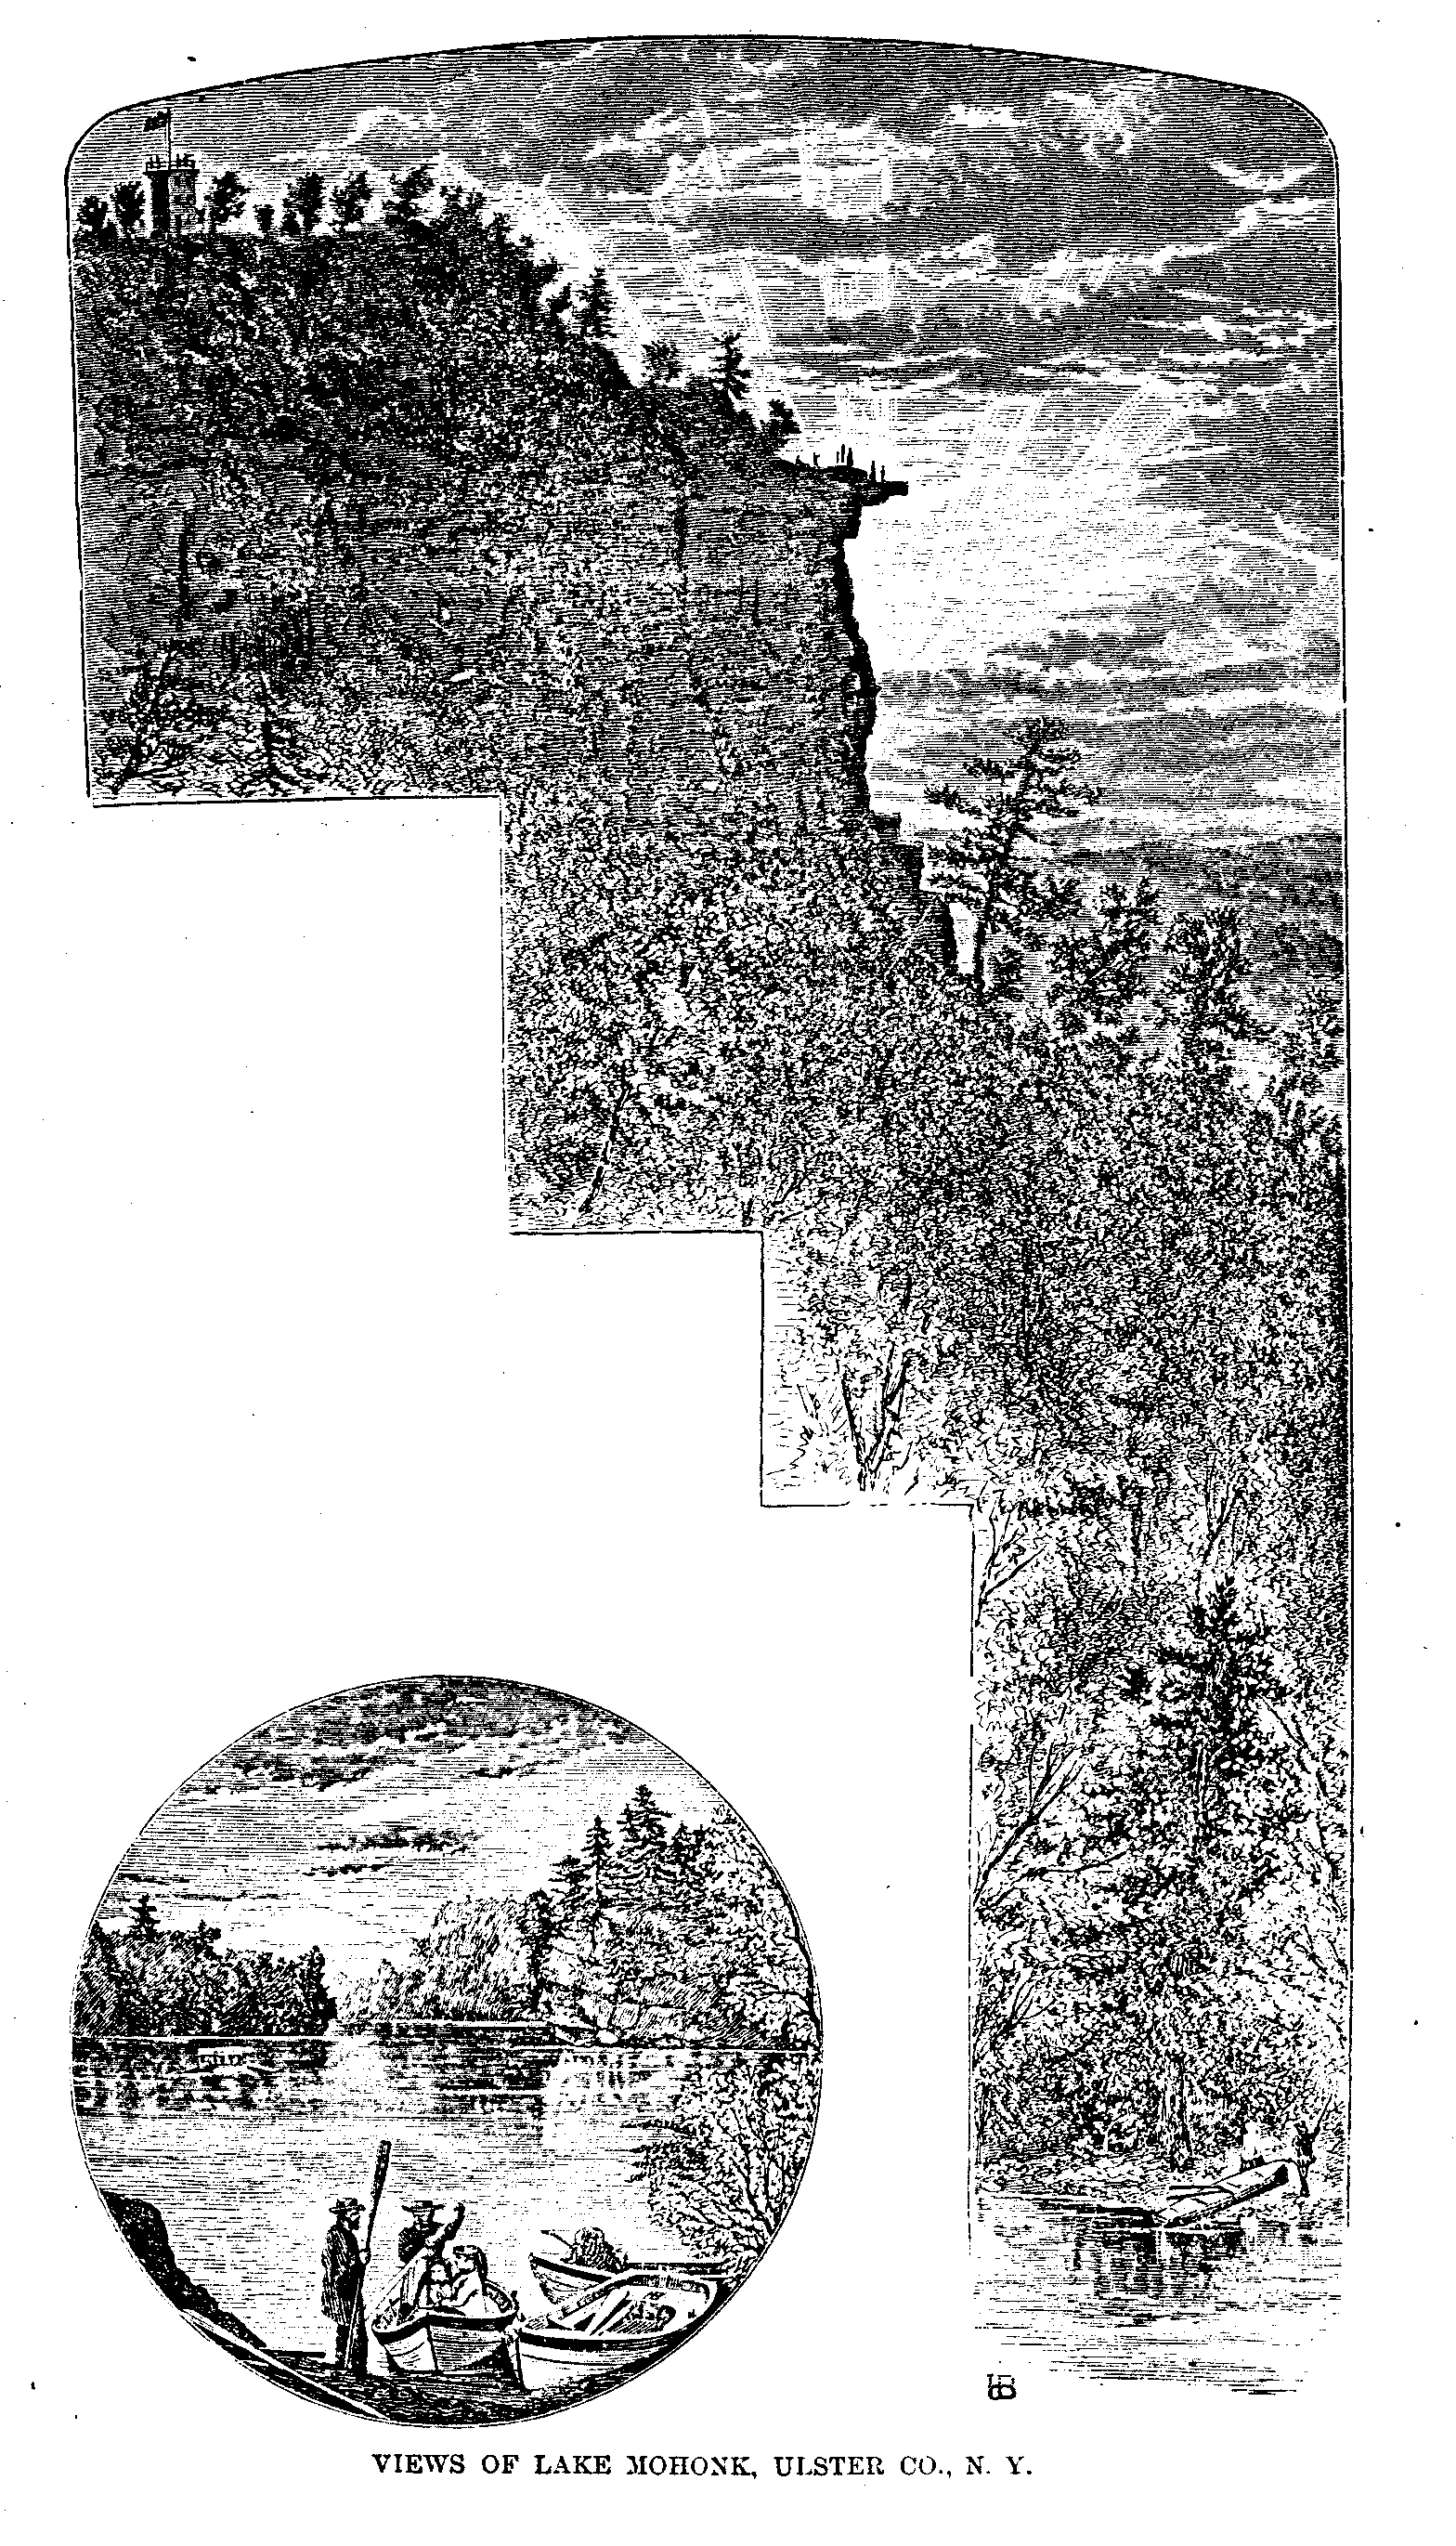 VIEWS OF LAKE MOHONK, ULSTER CO., N. Y.